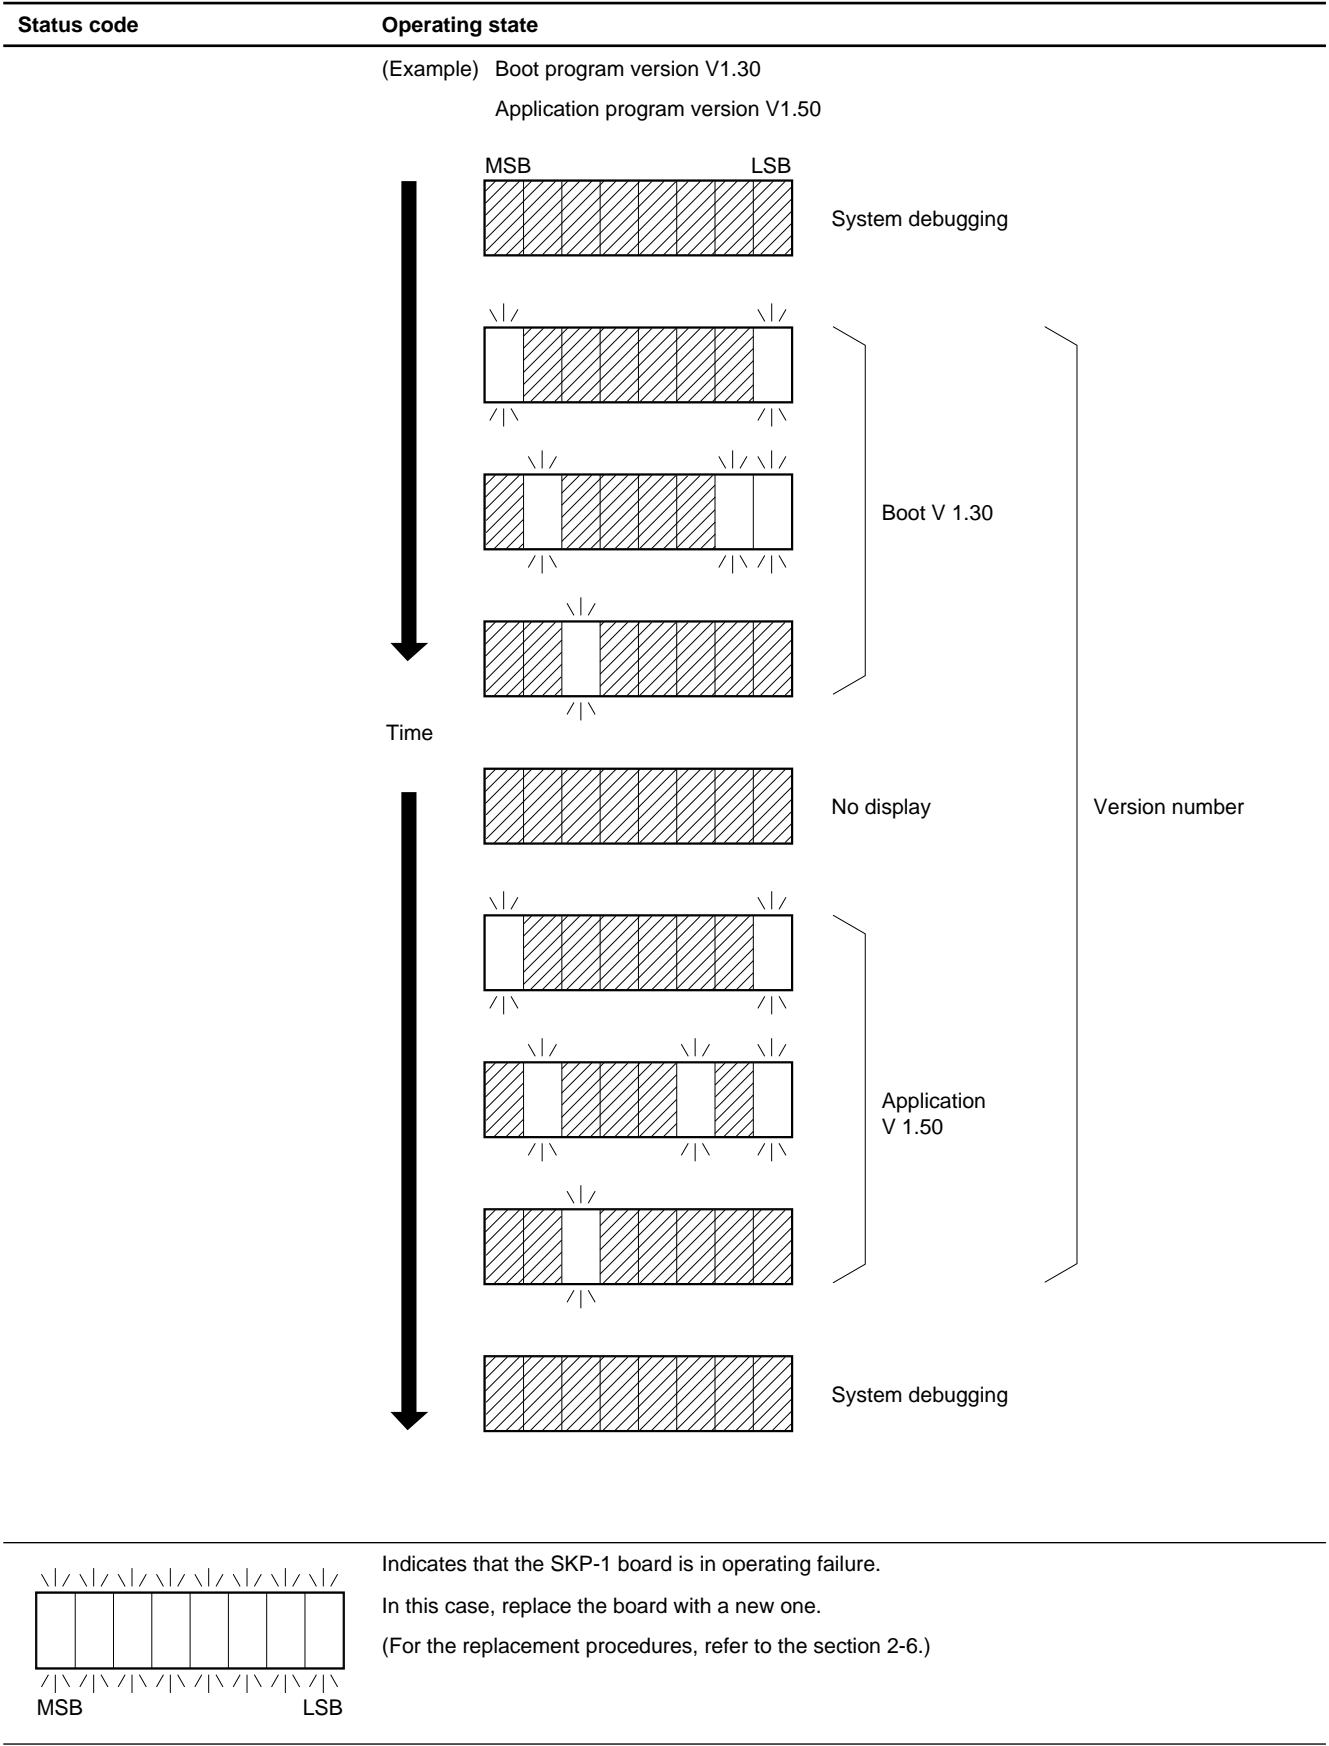 Status code Operating state
(Example) Boot program version V1.30
Application program version V1.50
MSB LSB
System debugging
Boot V 1.30
Time
No display
Version number
Application
V 1.50
System debugging
Indicates that the SKP-1 board is in operating failure.
In this case, replace the board with a new one.
(For the replacement procedures, refer to the section 2-6.)
MSB LSB